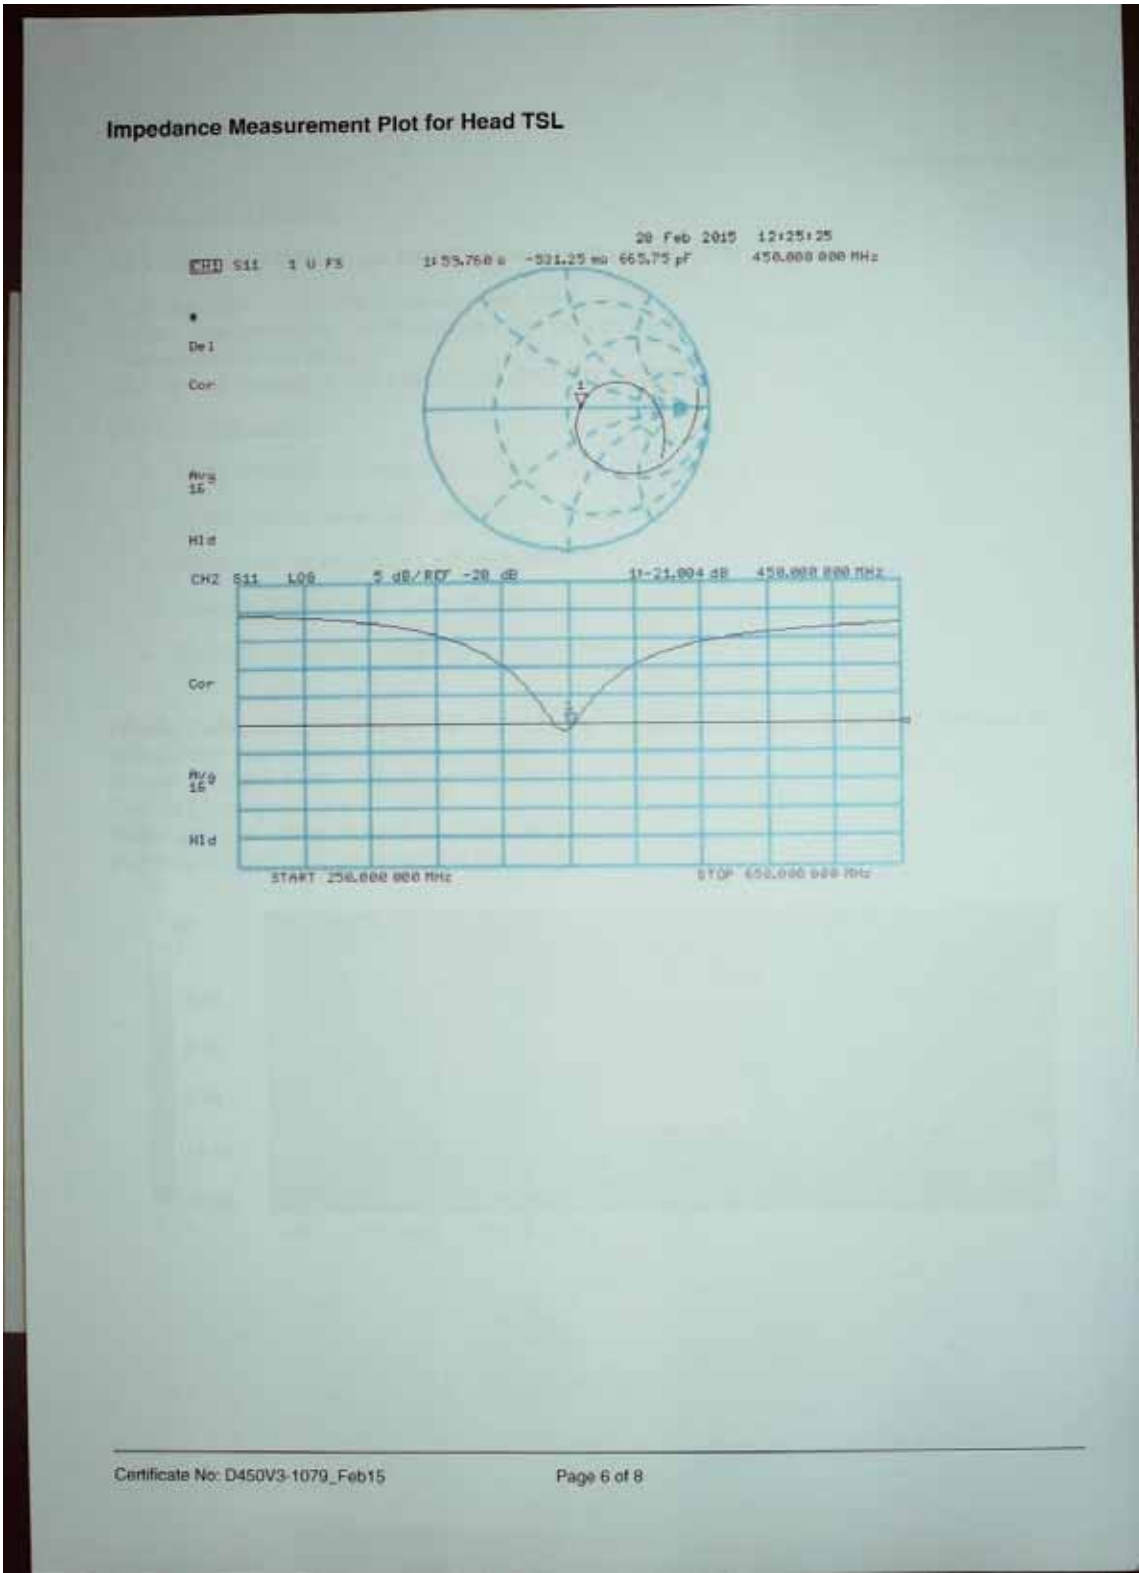 Impedance Measurement Plot for Head TSL
20 Feb 2015 12:25:25
CH1 S11 1 U FS 1: 59.760 Ω -531.25 mΩ 665.75 pF 450.000 000 MHz
*
Del
Cor
Avg
16
Hld
1
CH2 S11 LOG 5 dB/REF -20 dB 1:-21.004 dB 450.000 000 MHz
Cor
Avg
16
Hld
START 250.000 000 MHz STOP 650.000 000 MHz
Certificate No: D450V3-1079_Feb15 Page 6 of 8